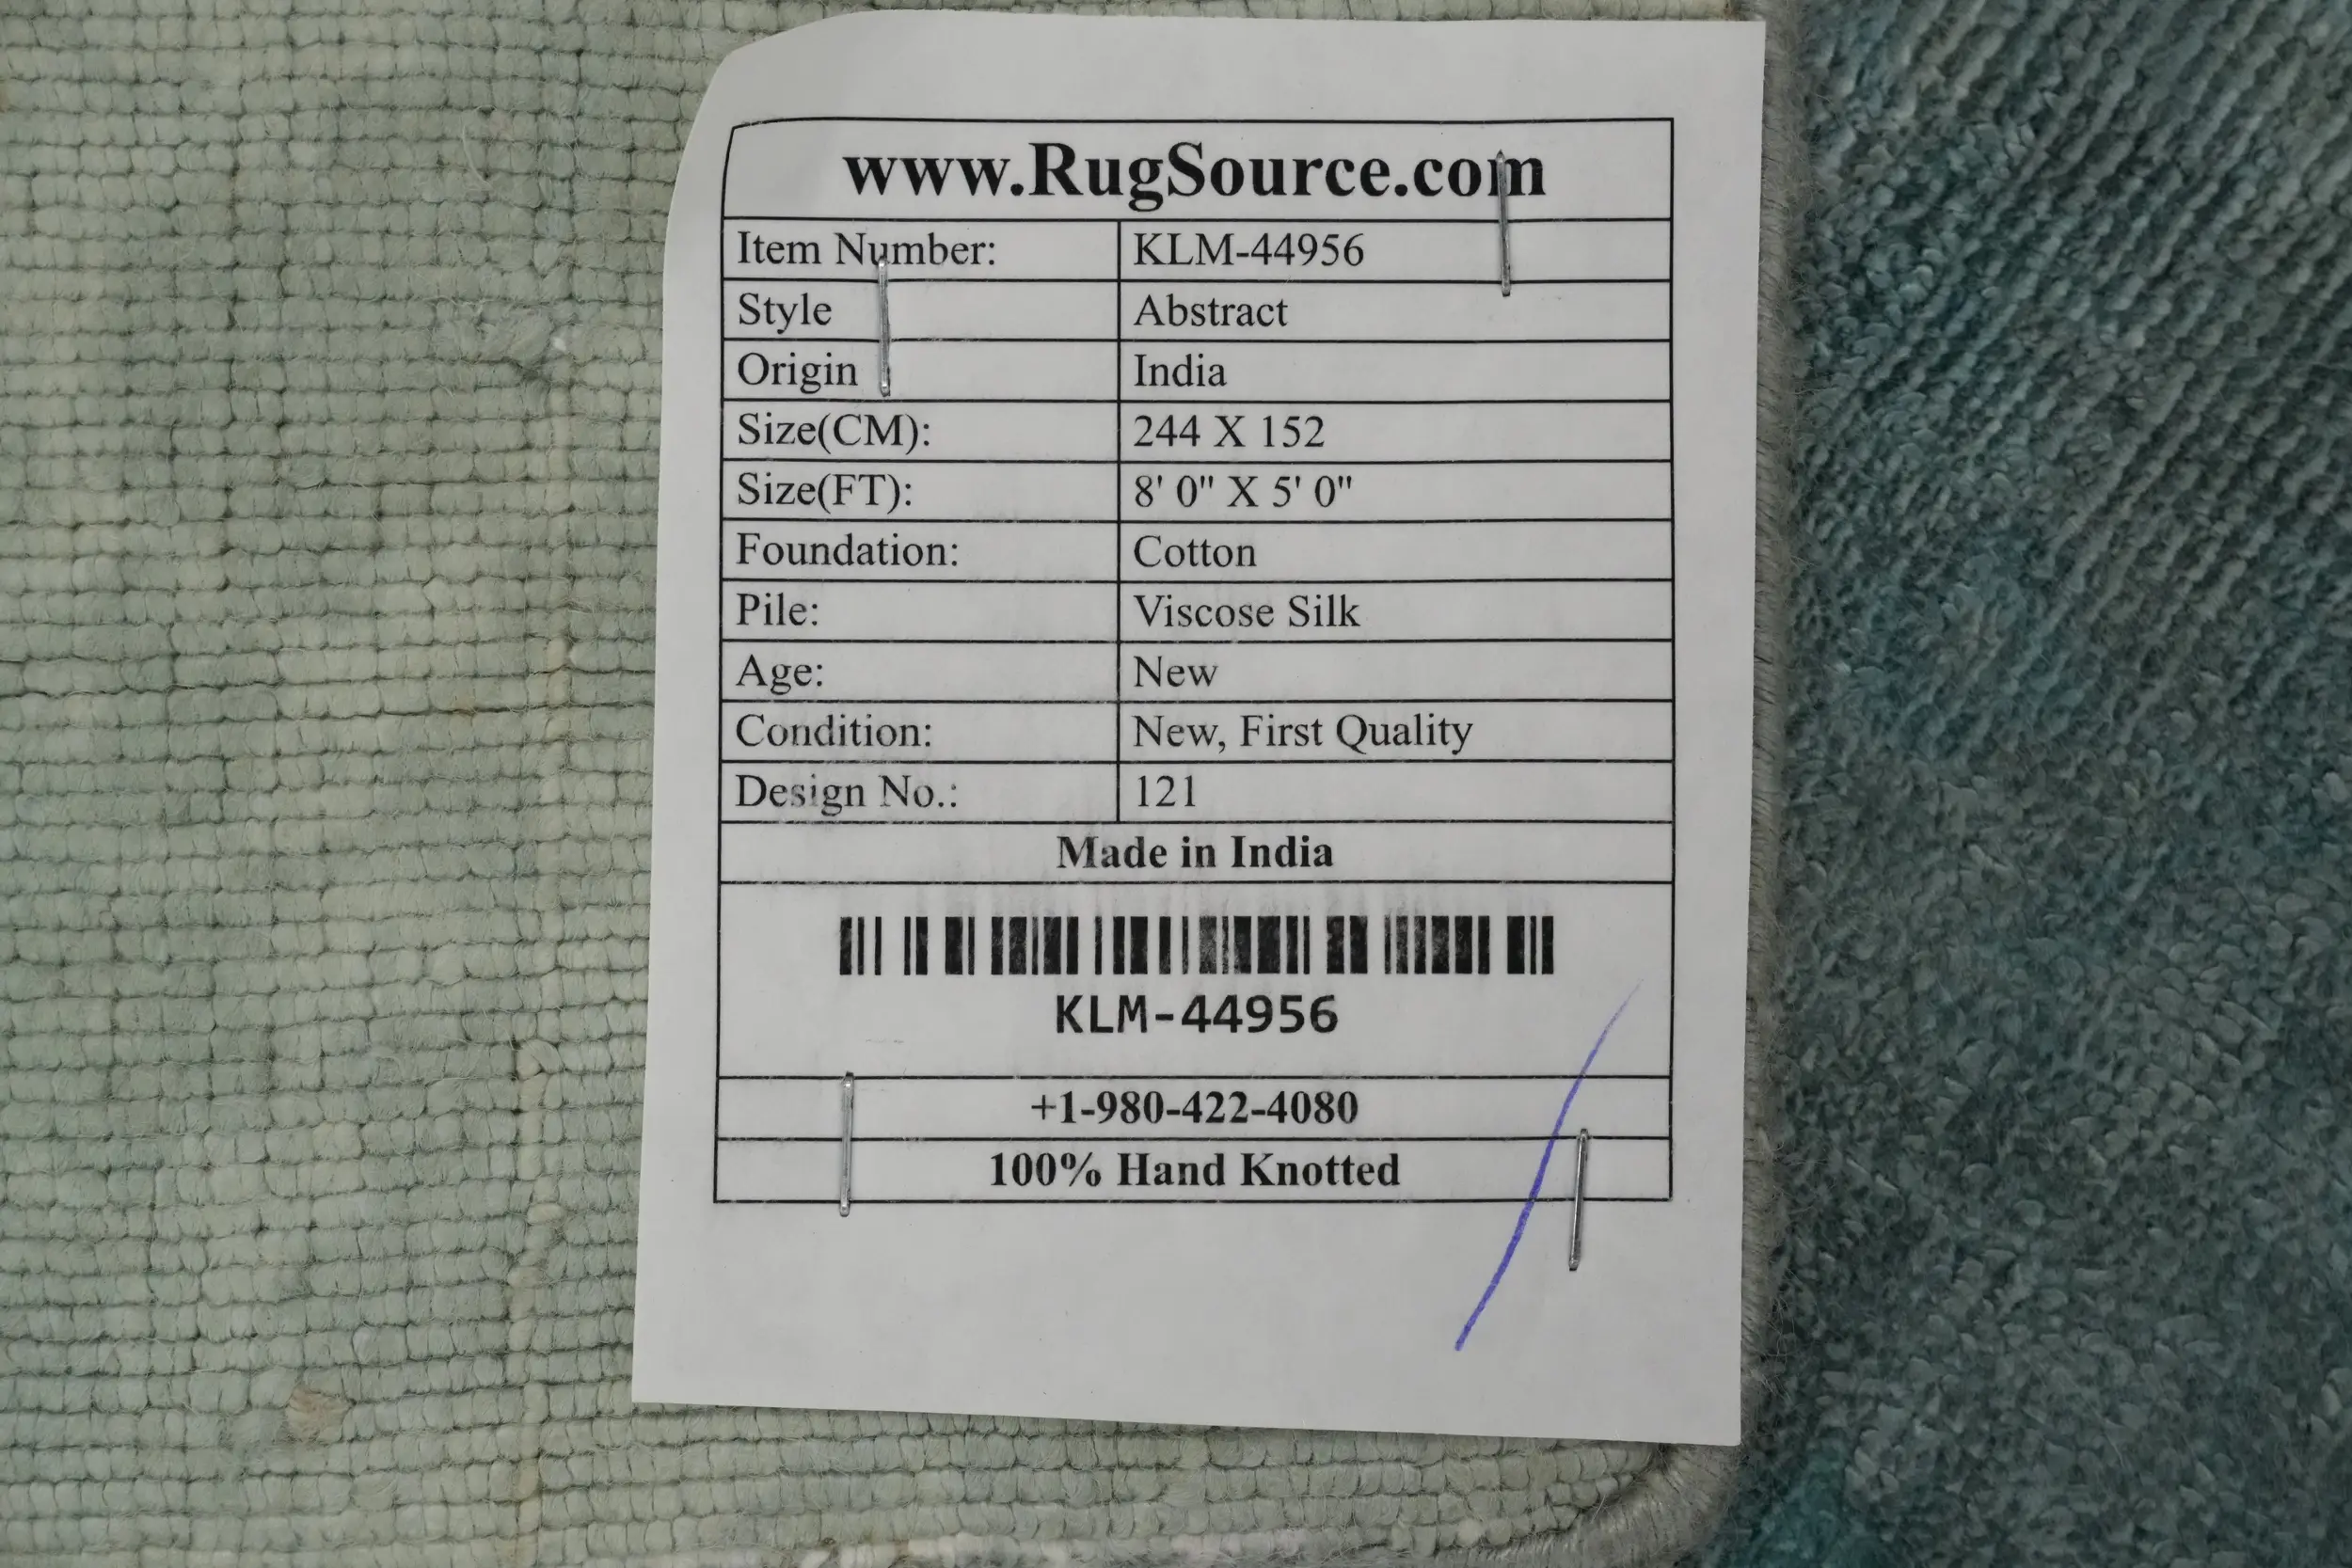 www.RugSource.com
Item Number: KLM-44956
Style Abstract
Origin India
Size(CM): 244 X 152
Size(FT): 8' 0" X 5' 0"
Foundation: Cotton
Pile: Viscose Silk
Age: New
Condition: New, First Quality
Design No.: 121
Made in India
KLM-44956
+1-980-422-4080
100% Hand Knotted